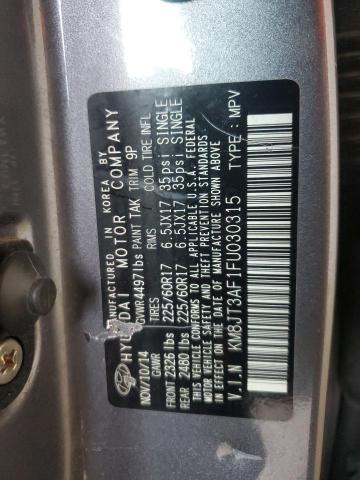 MANUFACTURED IN KOREA BY
HYUNDAI MOTOR COMPANY
NOV/10/14 GVWR 4497 lbs PAINT TAK TRIM 9P
GAWR TIRES RIMS COLD TIRE INFL
FRONT 2326 lbs 225/60R17 6.5JX17 35psi SINGLE
REAR 2480 lbs 225/60R17 6.5JX17 35psi SINGLE
THIS VEHICLE CONFORMS TO ALL APPLICABLE U.S.A. FEDERAL
MOTOR VEHICLE SAFETY AND THEFT PREVENTION STANDARDS
IN EFFECT ON THE DATE OF MANUFACTURE SHOWN ABOVE.
V.I.N : KM8JT3AF1FU030315 TYPE : MPV